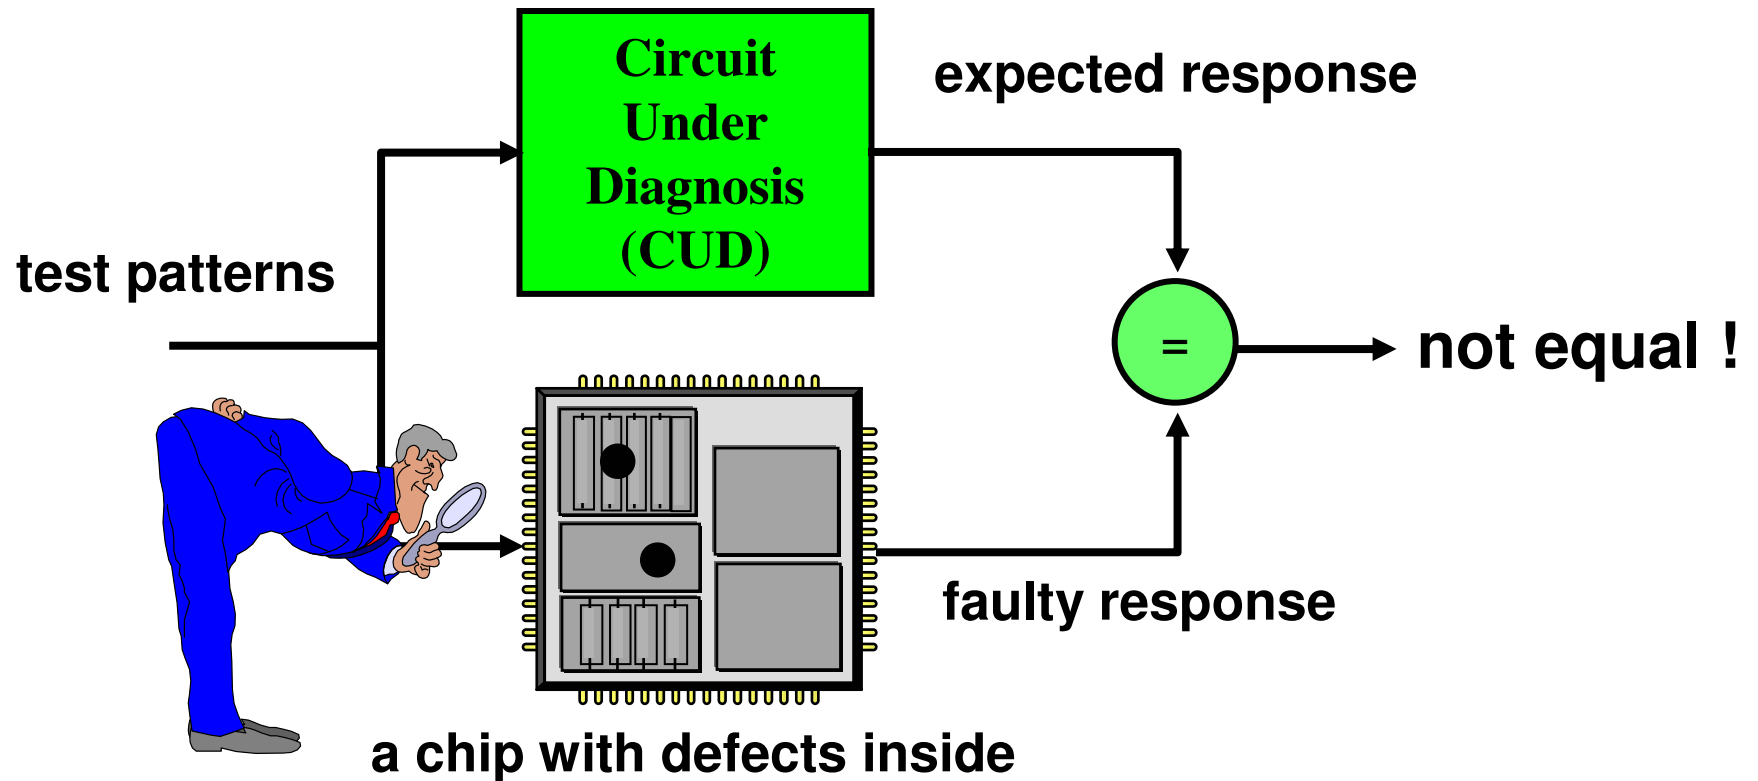 Circuit
Under
Diagnosis
(CUD)
expected response
test patterns
=
not equal !
faulty response
a chip with defects inside